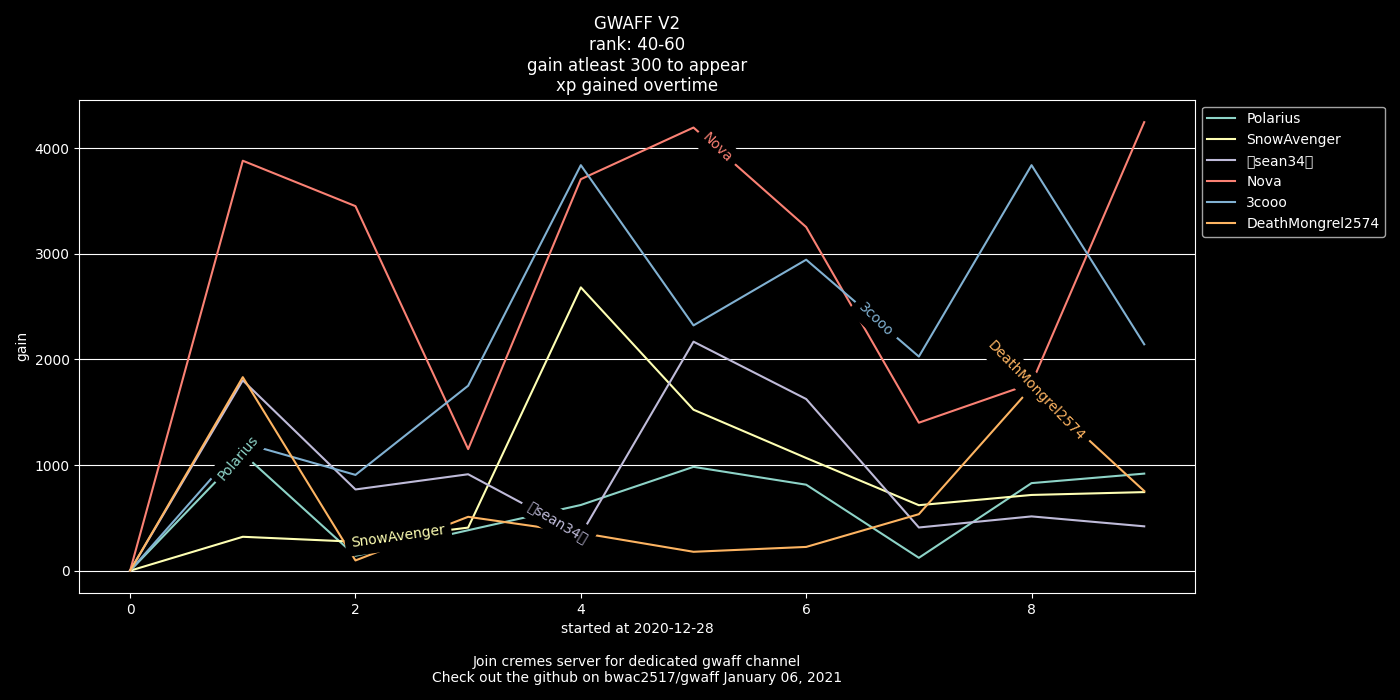 GWAFF V2
rank: 40-60
gain atleast 300 to appear
xp gained overtime
gain
4000
3000
2000
1000
0
0
2
4
6
8
Nova
3cooo
DeathMongrel2574
Polarius
SnowAvenger
sean34
started at 2020-12-28
Join cremes server for dedicated gwaff channel
Check out the github on bwac2517/gwaff January 06, 2021
Polarius
SnowAvenger
sean34
Nova
3cooo
DeathMongrel2574